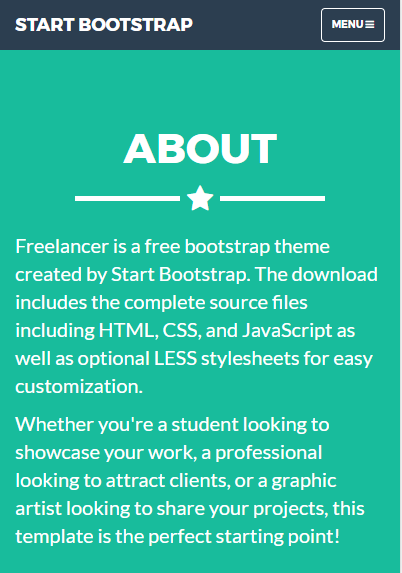 START BOOTSTRAP
MENU
ABOUT
Freelancer is a free bootstrap theme
created by Start Bootstrap. The download
includes the complete source files
including HTML, CSS, and JavaScript as
well as optional LESS stylesheets for easy
customization.
Whether you're a student looking to
showcase your work, a professional
looking to attract clients, or a graphic
artist looking to share your projects, this
template is the perfect starting point!